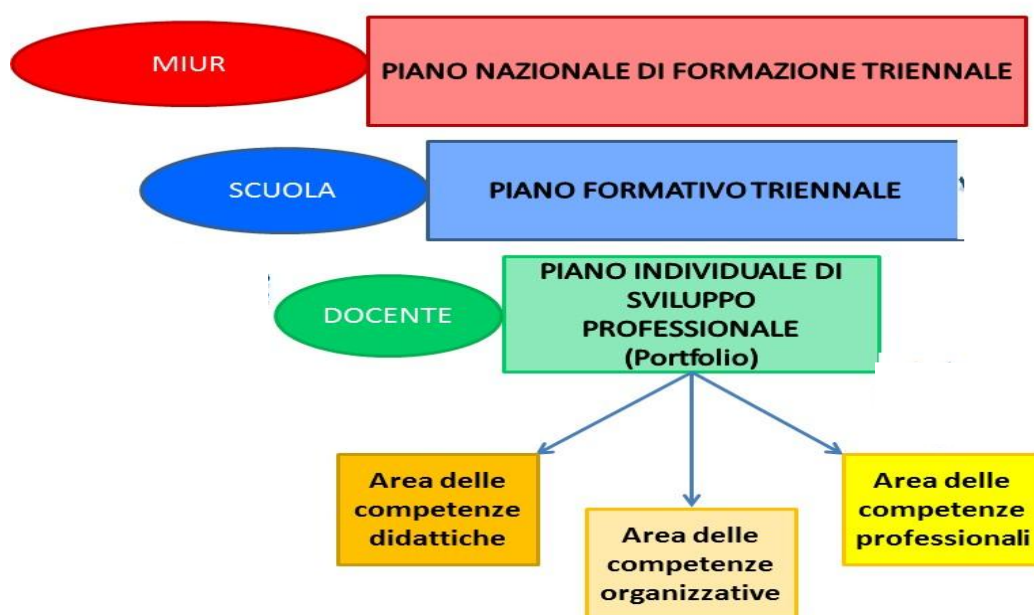 MIUR
PIANO NAZIONALE DI FORMAZIONE TRIENNALE
SCUOLA
PIANO FORMATIVO TRIENNALE
DOCENTE
PIANO INDIVIDUALE DI
SVILUPPO
PROFESSIONALE
(Portfolio)
Area delle
competenze
didattiche
Area delle
competenze
organizzative
Area delle
competenze
professionali